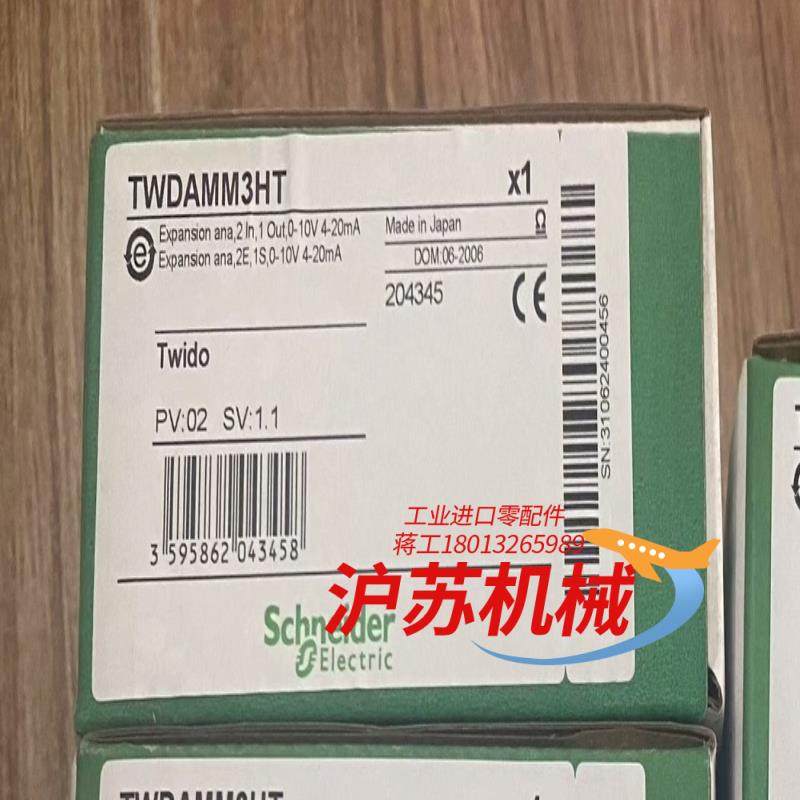 TWDAMM3HT
x1
Expansion ana,2 In,1 Out,0-10V 4-20mA
Expansion ana,2E,1S,0-10V 4-20mA
Made in Japan
DOM:06-2006
204345
CE
Twido
PV:02 SV:1.1
3 595862 043458
SN:31062400456
Schneider
Electric
工业进口零配件
蒋工18013265989
沪苏机械
TWDAMM3HT